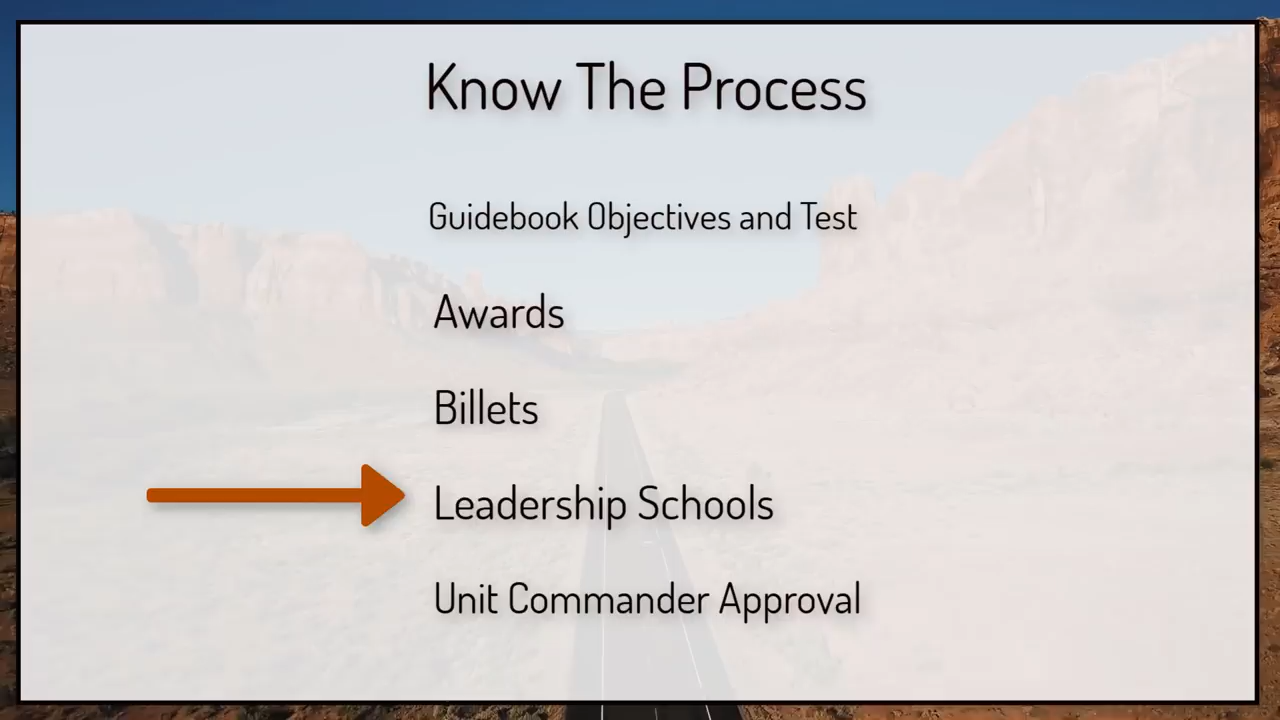 Know The Process
Guidebook Objectives and Test
Awards
Billets
Leadership Schools
Unit Commander Approval